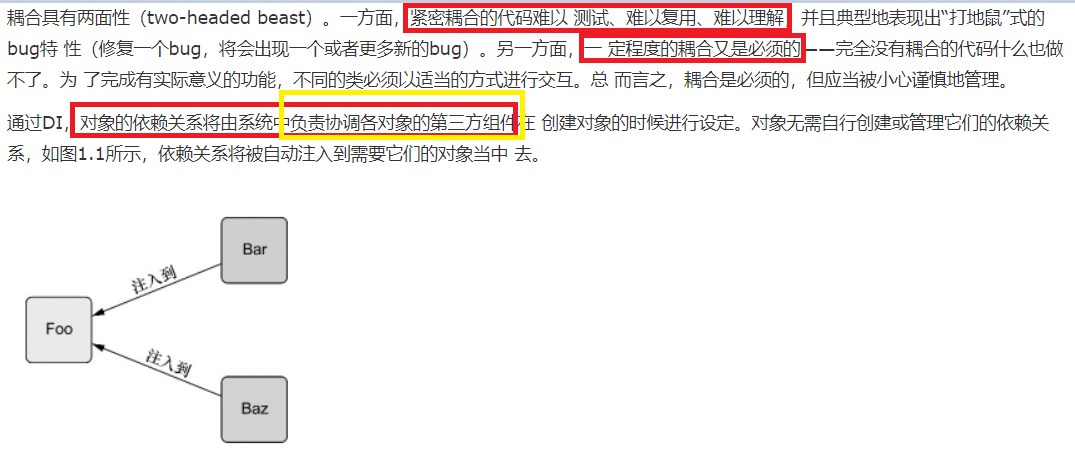 耦合具有两面性（two-headed beast）。一方面，紧密耦合的代码难以 测试、难以复用、难以理解，并且典型地表现出“打地鼠”式的
bug特 性（修复一个bug，将会出现一个或者更多新的bug）。另一方面，一 定程度的耦合又是必须的——完全没有耦合的代码什么也做
不了。为 了完成有实际意义的功能，不同的类必须以适当的方式进行交互。总 而言之，耦合是必须的，但应当被小心谨慎地管理。
通过DI，对象的依赖关系将由系统中负责协调各对象的第三方组件在 创建对象的时候进行设定。对象无需自行创建或管理它们的依赖关
系，如图1.1所示，依赖关系将被自动注入到需要它们的对象当中 去。
Bar
注入到
Foo
注入到
Baz